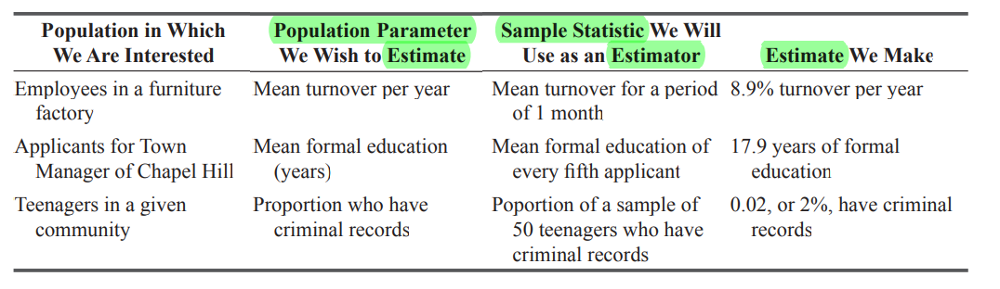 Population in Which
We Are Interested
Population Parameter
We Wish to Estimate
Sample Statistic We Will
Use as an Estimator
Estimate We Make
Employees in a furniture
factory
Mean turnover per year
Mean turnover for a period
of 1 month
8.9% turnover per year
Applicants for Town
Manager of Chapel Hill
Mean formal education
(years)
Mean formal education of
every fifth applicant
17.9 years of formal
education
Teenagers in a given
community
Proportion who have
criminal records
Poportion of a sample of
50 teenagers who have
criminal records
0.02, or 2%, have criminal
records